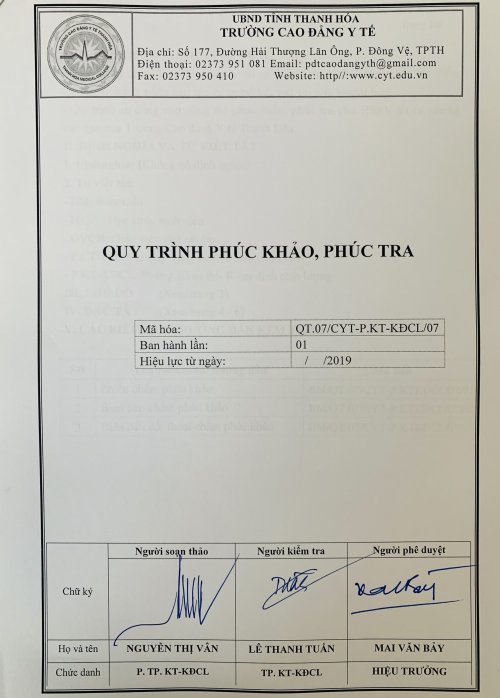 UBND TỈNH THANH HÓA
TRƯỜNG CAO ĐẲNG Y TẾ
Địa chỉ: Số 177, Đường Hải Thượng Lãn Ông, P. Đông Vệ, TPTH
Điện thoại: 02373 951 081 Email: pdtcaodangyth@gmail.com
Fax: 02373 950 410 Website: http//:www.cyt.edu.vn
QUY TRÌNH PHÚC KHẢO, PHÚC TRA
Mã hóa: QT.07/CYT-P.KT-KĐCL/07
Ban hành lần: 01
Hiệu lực từ ngày: / /2019
Người soạn thảo Người kiểm tra Người phê duyệt
Chữ ký
Họ và tên NGUYỄN THỊ VÂN LÊ THANH TUẤN MAI VĂN BẢY
Chức danh P. TP. KT-KĐCL TP. KT-KĐCL HIỆU TRƯỞNG